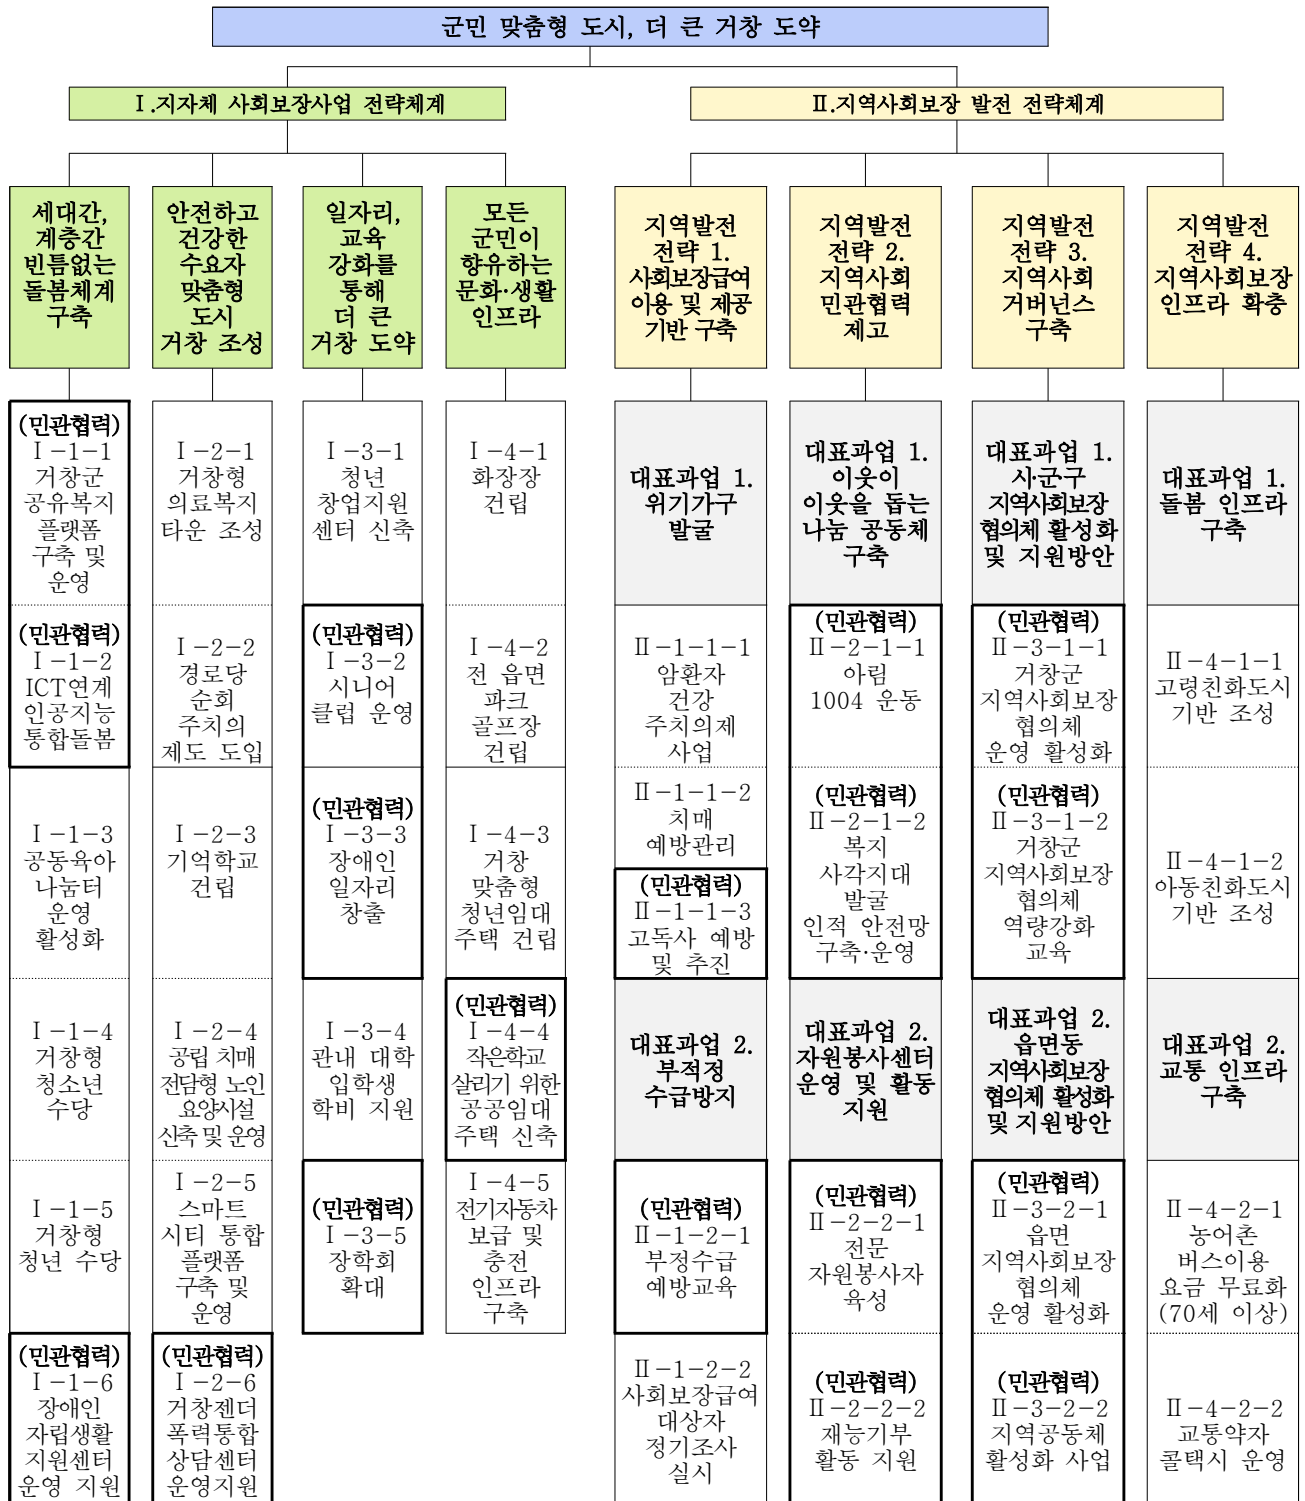 군민 맞춤형 도시, 더 큰 거창 도약
Ⅰ.지자체 사회보장사업 전략체계
Ⅱ.지역사회보장 발전 전략체계
세대간,
계층간
빈틈없는
돌봄체계
구축
안전하고
건강한
수요자
맞춤형
도시
거창 조성
일자리,
교육
강화를
통해
더 큰
거창 도약
모든
군민이
향유하는
문화·생활
인프라
지역발전
전략 1.
사회보장급여
이용 및 제공
기반 구축
지역발전
전략 2.
지역사회
민관협력
제고
지역발전
전략 3.
지역사회
거버넌스
구축
지역발전
전략 4.
지역사회보장
인프라 확충
(민관협력)
Ⅰ-1-1
거창군
공유복지
플랫폼
구축 및
운영
Ⅰ-2-1
거창형
의료복지
타운 조성
Ⅰ-3-1
청년
창업지원
센터 신축
Ⅰ-4-1
화장장
건립
대표과업 1.
위기가구
발굴
대표과업 1.
이웃이
이웃을 돕는
나눔 공동체
구축
대표과업 1.
시·군·구
지역사회보장
협의체 활성화
및 지원방안
대표과업 1.
돌봄 인프라
구축
(민관협력)
Ⅰ-1-2
ICT연계
인공지능
통합돌봄
Ⅰ-2-2
경로당
순회
주치의
제도 도입
(민관협력)
Ⅰ-3-2
시니어
클럽 운영
Ⅰ-4-2
전 읍면
파크
골프장
건립
Ⅱ-1-1-1
암환자
건강
주치의제
사업
(민관협력)
Ⅱ-2-1-1
아림
1004 운동
(민관협력)
Ⅱ-3-1-1
거창군
지역사회보장
협의체
운영 활성화
Ⅱ-4-1-1
고령친화도시
기반 조성
Ⅰ-1-3
공동육아
나눔터
운영
활성화
Ⅰ-2-3
기억학교
건립
(민관협력)
Ⅰ-3-3
장애인
일자리
창출
Ⅰ-4-3
거창
맞춤형
청년임대
주택 건립
Ⅱ-1-1-2
치매
예방관리
(민관협력)
Ⅱ-1-1-3
고독사 예방
및 추진
(민관협력)
Ⅱ-2-1-2
복지
사각지대
발굴
인적 안전망
구축·운영
(민관협력)
Ⅱ-3-1-2
거창군
지역사회보장
협의체
역량강화
교육
Ⅱ-4-1-2
아동친화도시
기반 조성
Ⅰ-1-4
거창형
청소년
수당
Ⅰ-2-4
공립 치매
전담형 노인
요양시설
신축 및 운영
Ⅰ-3-4
관내 대학
입학생
학비 지원
(민관협력)
Ⅰ-4-4
작은학교
살리기 위한
공공임대
주택 신축
대표과업 2.
부적정
수급방지
대표과업 2.
자원봉사센터
운영 및 활동
지원
대표과업 2.
읍면동
지역사회보장
협의체 활성화
및 지원방안
대표과업 2.
교통 인프라
구축
Ⅰ-1-5
거창형
청년 수당
Ⅰ-2-5
스마트
시티 통합
플랫폼
구축 및
운영
(민관협력)
Ⅰ-3-5
장학회
확대
Ⅰ-4-5
전기자동차
보급 및
충전
인프라
구축
(민관협력)
Ⅱ-1-2-1
부정수급
예방교육
(민관협력)
Ⅱ-2-2-1
전문
자원봉사자
육성
(민관협력)
Ⅱ-3-2-1
읍면
지역사회보장
협의체
운영 활성화
Ⅱ-4-2-1
농어촌
버스이용
요금 무료화
(70세 이상)
(민관협력)
Ⅰ-1-6
장애인
자립생활
지원센터
운영 지원
(민관협력)
Ⅰ-2-6
거창젠더
폭력통합
상담센터
운영지원
Ⅱ-1-2-2
사회보장급여
대상자
정기조사
실시
(민관협력)
Ⅱ-2-2-2
재능기부
활동 지원
(민관협력)
Ⅱ-3-2-2
지역공동체
활성화 사업
Ⅱ-4-2-2
교통약자
콜택시 운영